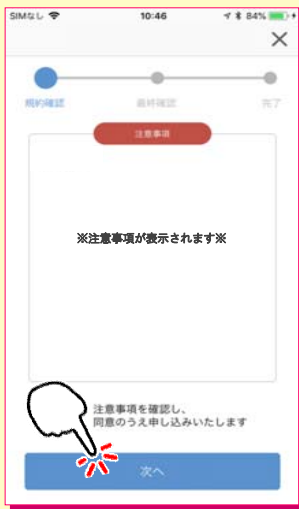 SIMなし 10:46 84%
規約確認 最終確認 完了
注意事項
※注意事項が表示されます※
注意事項を確認し、
同意のうえ申し込みいたします
次へ